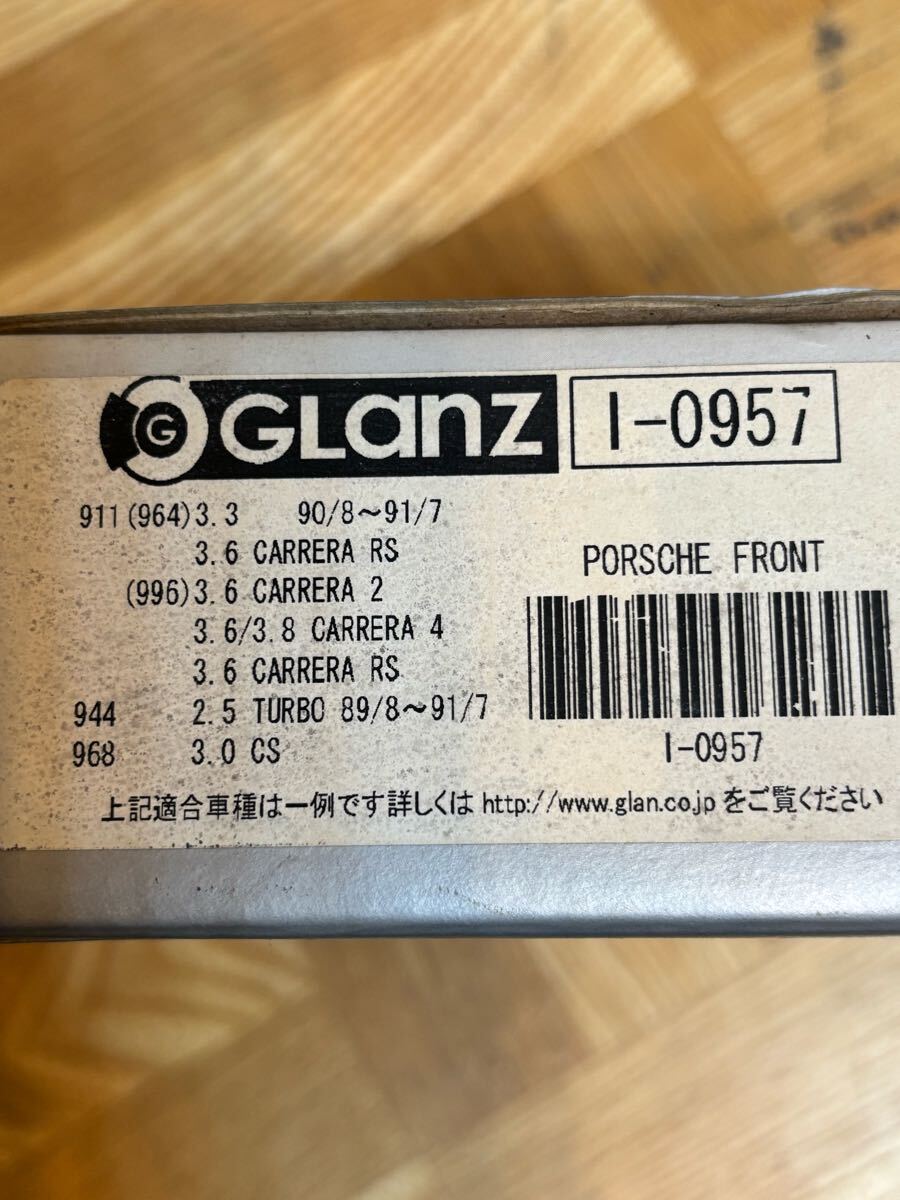 G GLanz I-0957
911(964)3.3 90/8～91/7
3.6 CARRERA RS
(996)3.6 CARRERA 2
3.6/3.8 CARRERA 4
3.6 CARRERA RS
944 2.5 TURBO 89/8～91/7
968 3.0 CS
PORSCHE FRONT
I-0957
上記適合車種は一例です詳しくは http://www.glan.co.jp をご覧ください